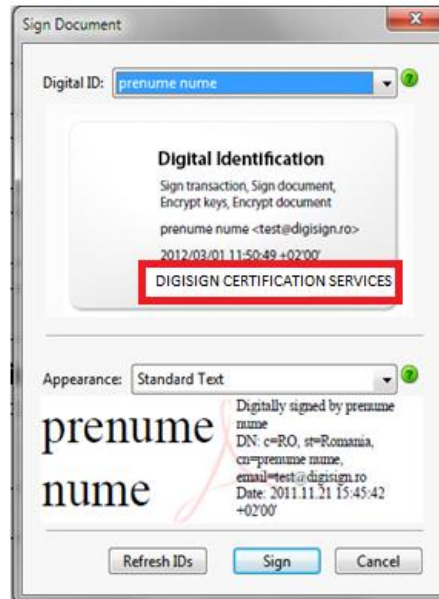 Sign Document
Digital ID: prenume nume
Digital Identification
Sign transaction, Sign document,
Encrypt keys, Encrypt document
prenume nume <test@digisign.ro>
2012/03/01 11:50:49 +02'00'
DIGISIGN CERTIFICATION SERVICES
Appearance: Standard Text
prenume
nume
Digitally signed by prenume
nume
DN: c=RO, st=Romania,
cn=prenume nume,
email=test@digisign.ro
Date: 2011.11.21 15:45:42
+02'00'
Refresh IDs Sign Cancel